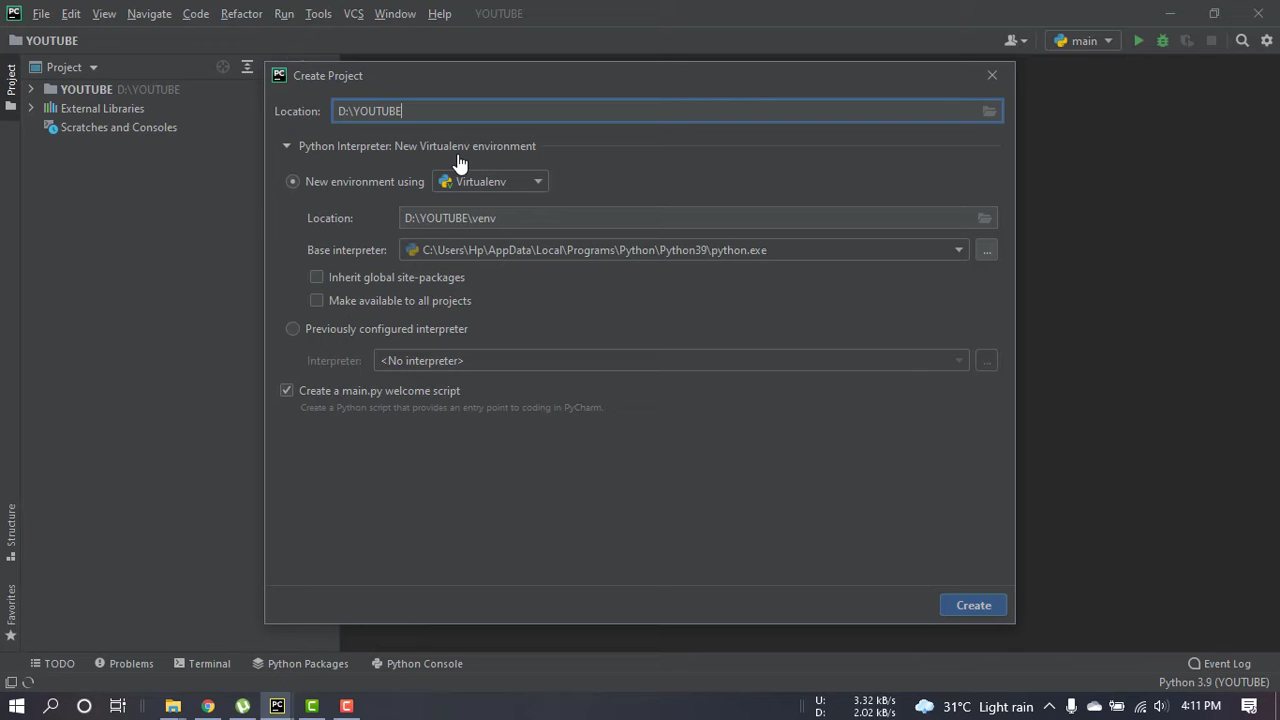 File Edit View Navigate Code Refactor Run Tools VCS Window Help YOUTUBE
YOUTUBE
main
Project
Project
YOUTUBE D:\YOUTUBE
External Libraries
Scratches and Consoles
Structure
Favorites
Create Project
Location: D:\YOUTUBE
Python Interpreter: New Virtualenv environment
New environment using Virtualenv
Location: D:\YOUTUBE\venv
Base interpreter: C:\Users\Hp\AppData\Local\Programs\Python\Python39\python.exe ...
Inherit global site-packages
Make available to all projects
Previously configured interpreter
Interpreter: <No interpreter> ...
Create a main.py welcome script
Create a Python script that provides an entry point to coding in PyCharm.
Create
TODO Problems Terminal Python Packages Python Console Event Log
Python 3.9 (YOUTUBE)
U: 3.32 kB/s
D: 2.02 kB/s
31°C Light rain
4:11 PM